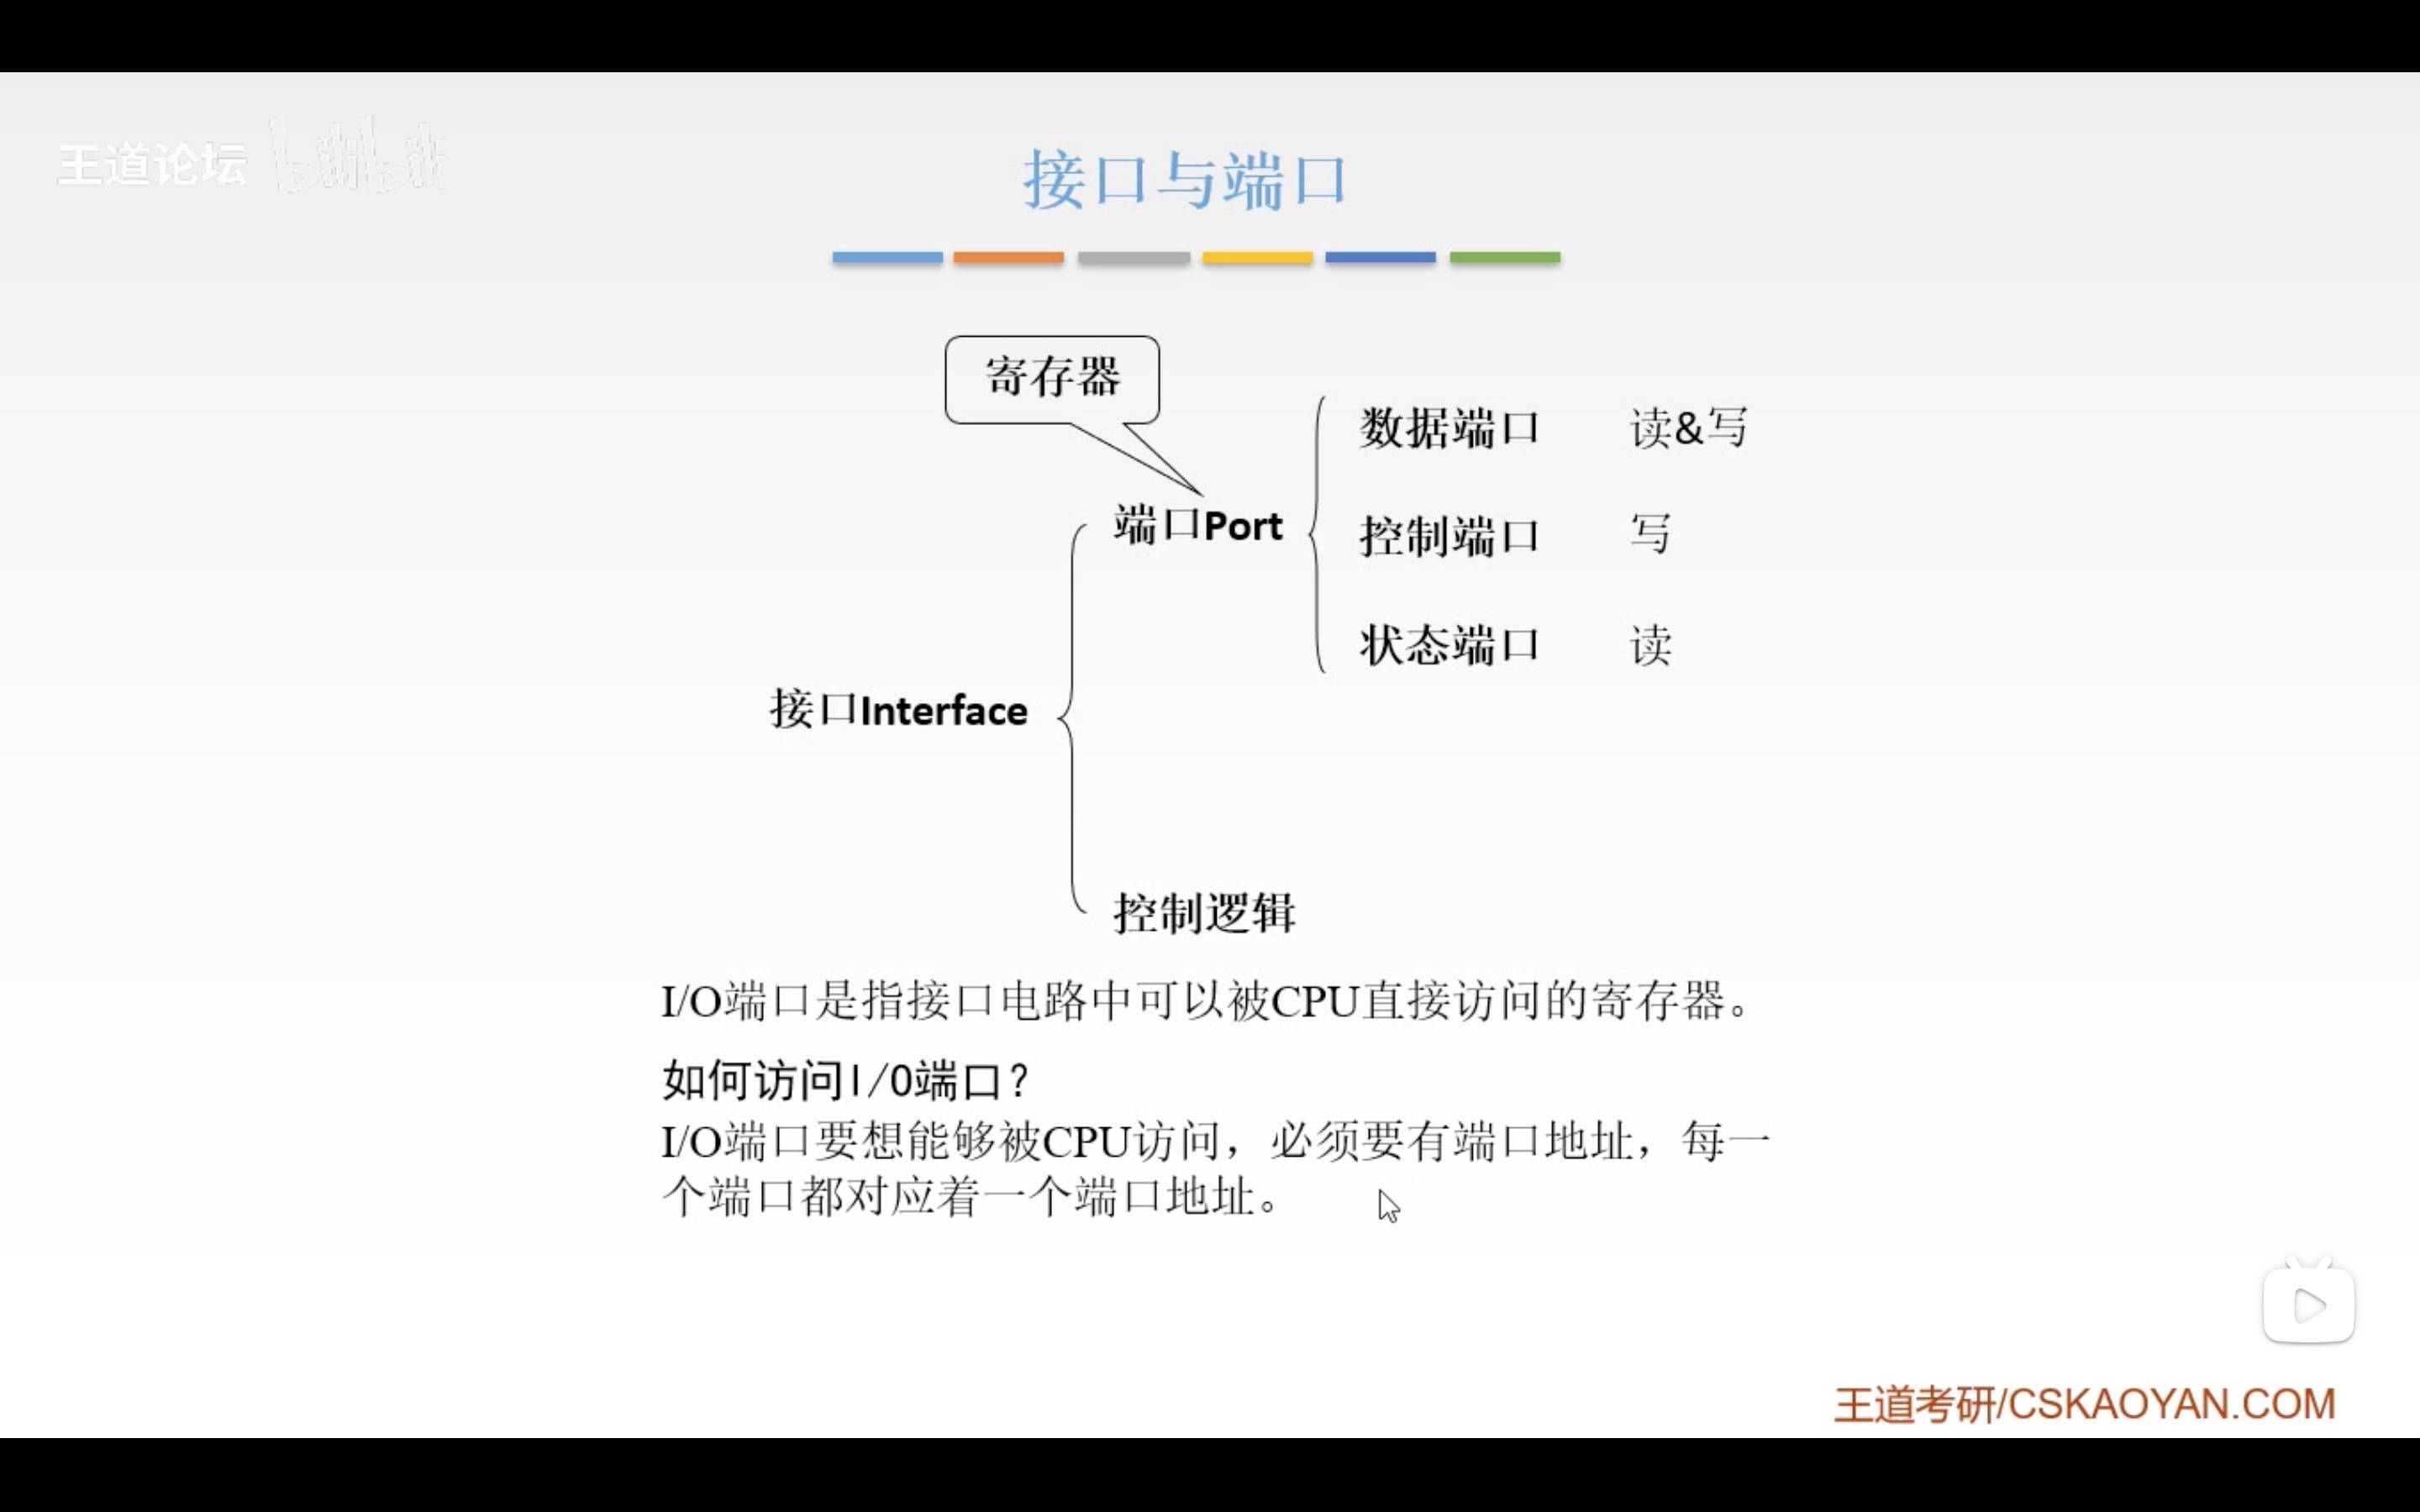 王道论坛 bilibili
接口与端口
寄存器
数据端口 读&写
端口Port
控制端口 写
状态端口 读
接口Interface
控制逻辑
I/O端口是指接口电路中可以被CPU直接访问的寄存器。
如何访问I/O端口？
I/O端口要想能够被CPU访问，必须要有端口地址，每一
个端口都对应着一个端口地址。
王道考研/CSKAOYAN.COM